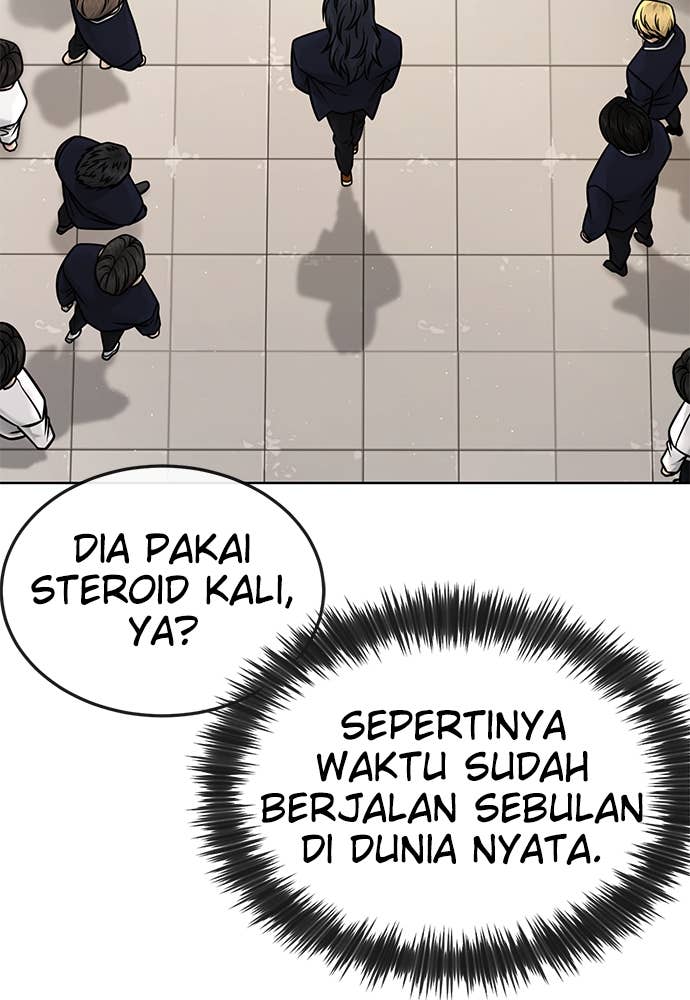 DIA PAKAI
STEROID KALI,
YA?
SEPERTINYA
WAKTU SUDAH
BERJALAN SEBULAN
DI DUNIA NYATA.